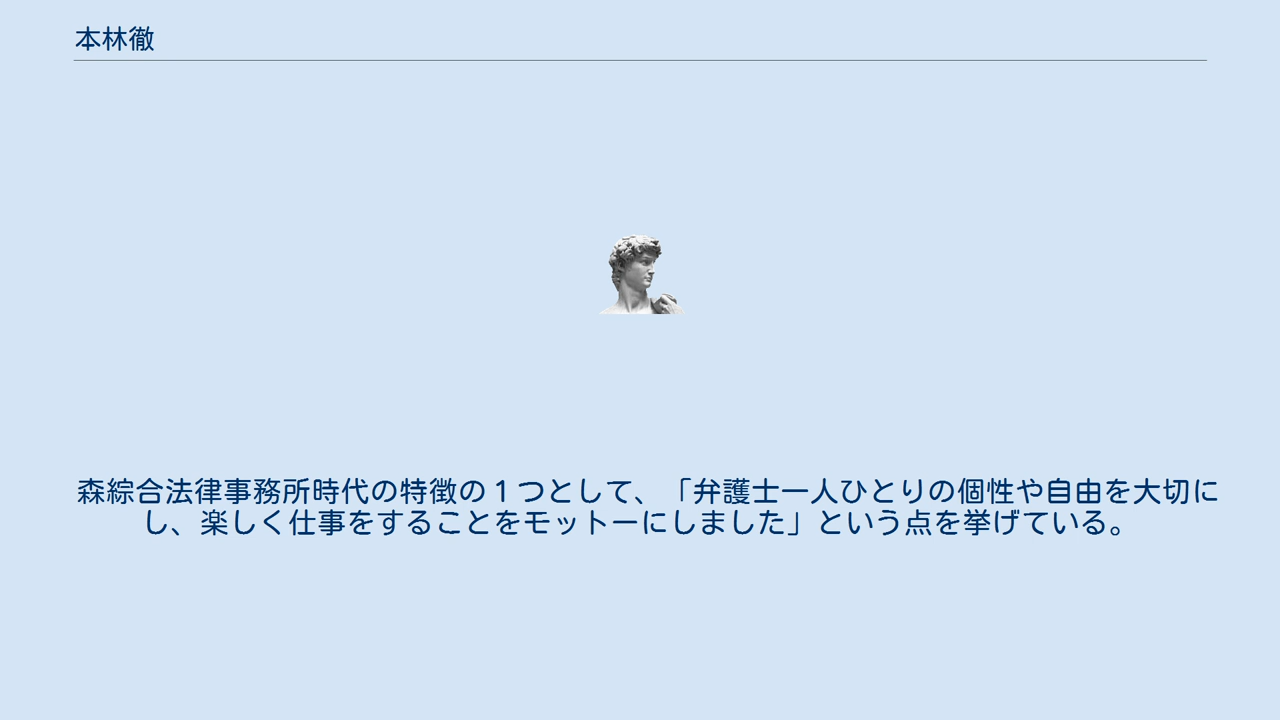 本林徹
森綜合法律事務所時代の特徴の１つとして、「弁護士一人ひとりの個性や自由を大切に
し、楽しく仕事をすることをモットーにしました」という点を挙げている。